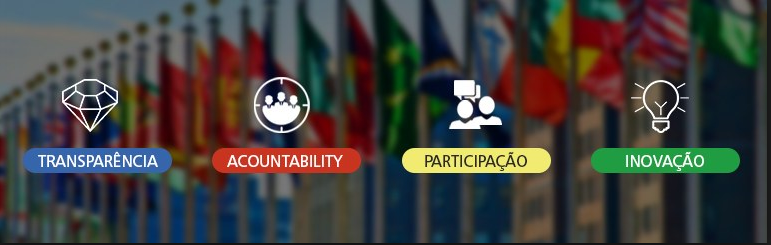 TRANSPARÊNCIA
ACOUNTABILITY
PARTICIPAÇÃO
INOVAÇÃO